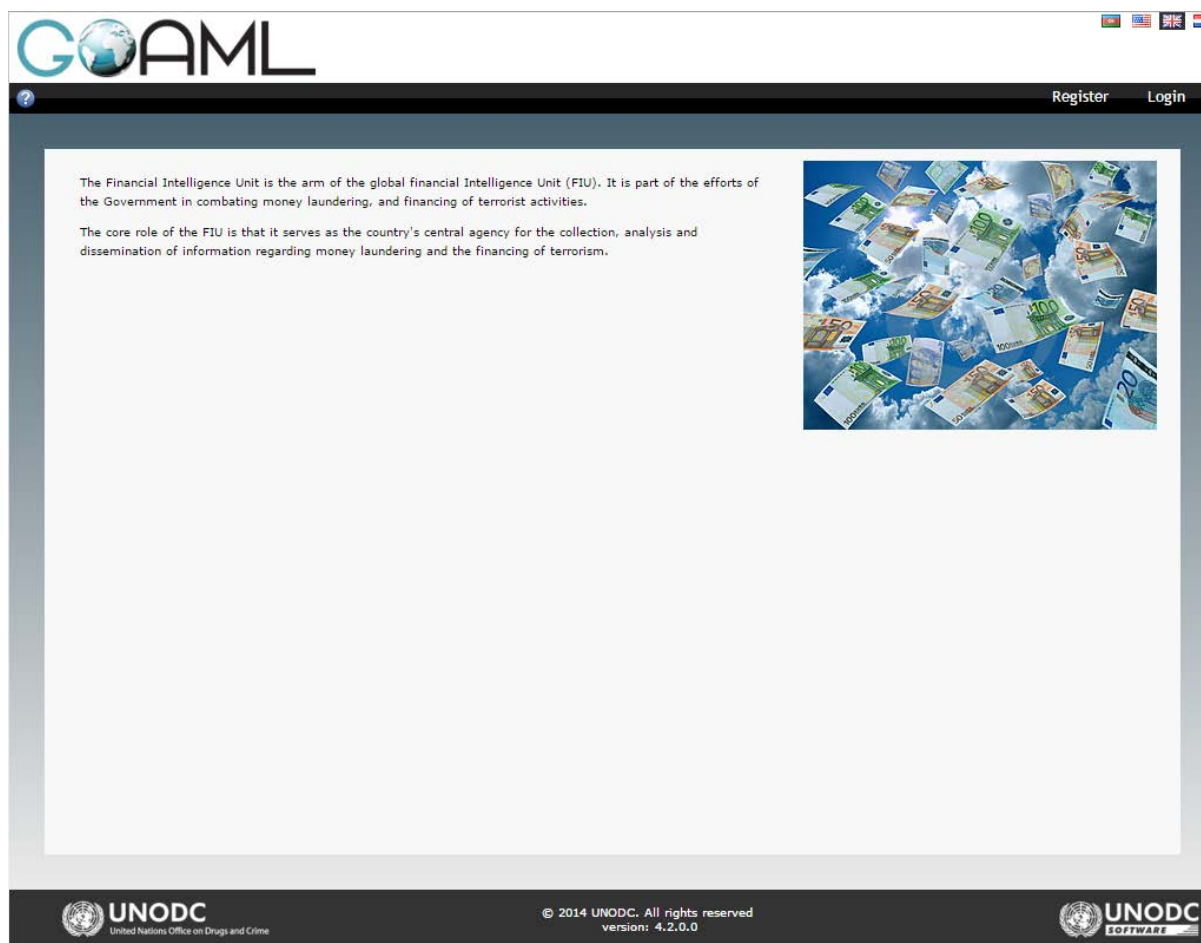 GOAML
Register Login
The Financial Intelligence Unit is the arm of the global financial Intelligence Unit (FIU). It is part of the efforts of
the Government in combating money laundering, and financing of terrorist activities.
The core role of the FIU is that it serves as the country's central agency for the collection, analysis and
dissemination of information regarding money laundering and the financing of terrorism.
UNODC
United Nations Office on Drugs and Crime
© 2014 UNODC. All rights reserved
version: 4.2.0.0
UNODC
SOFTWARE